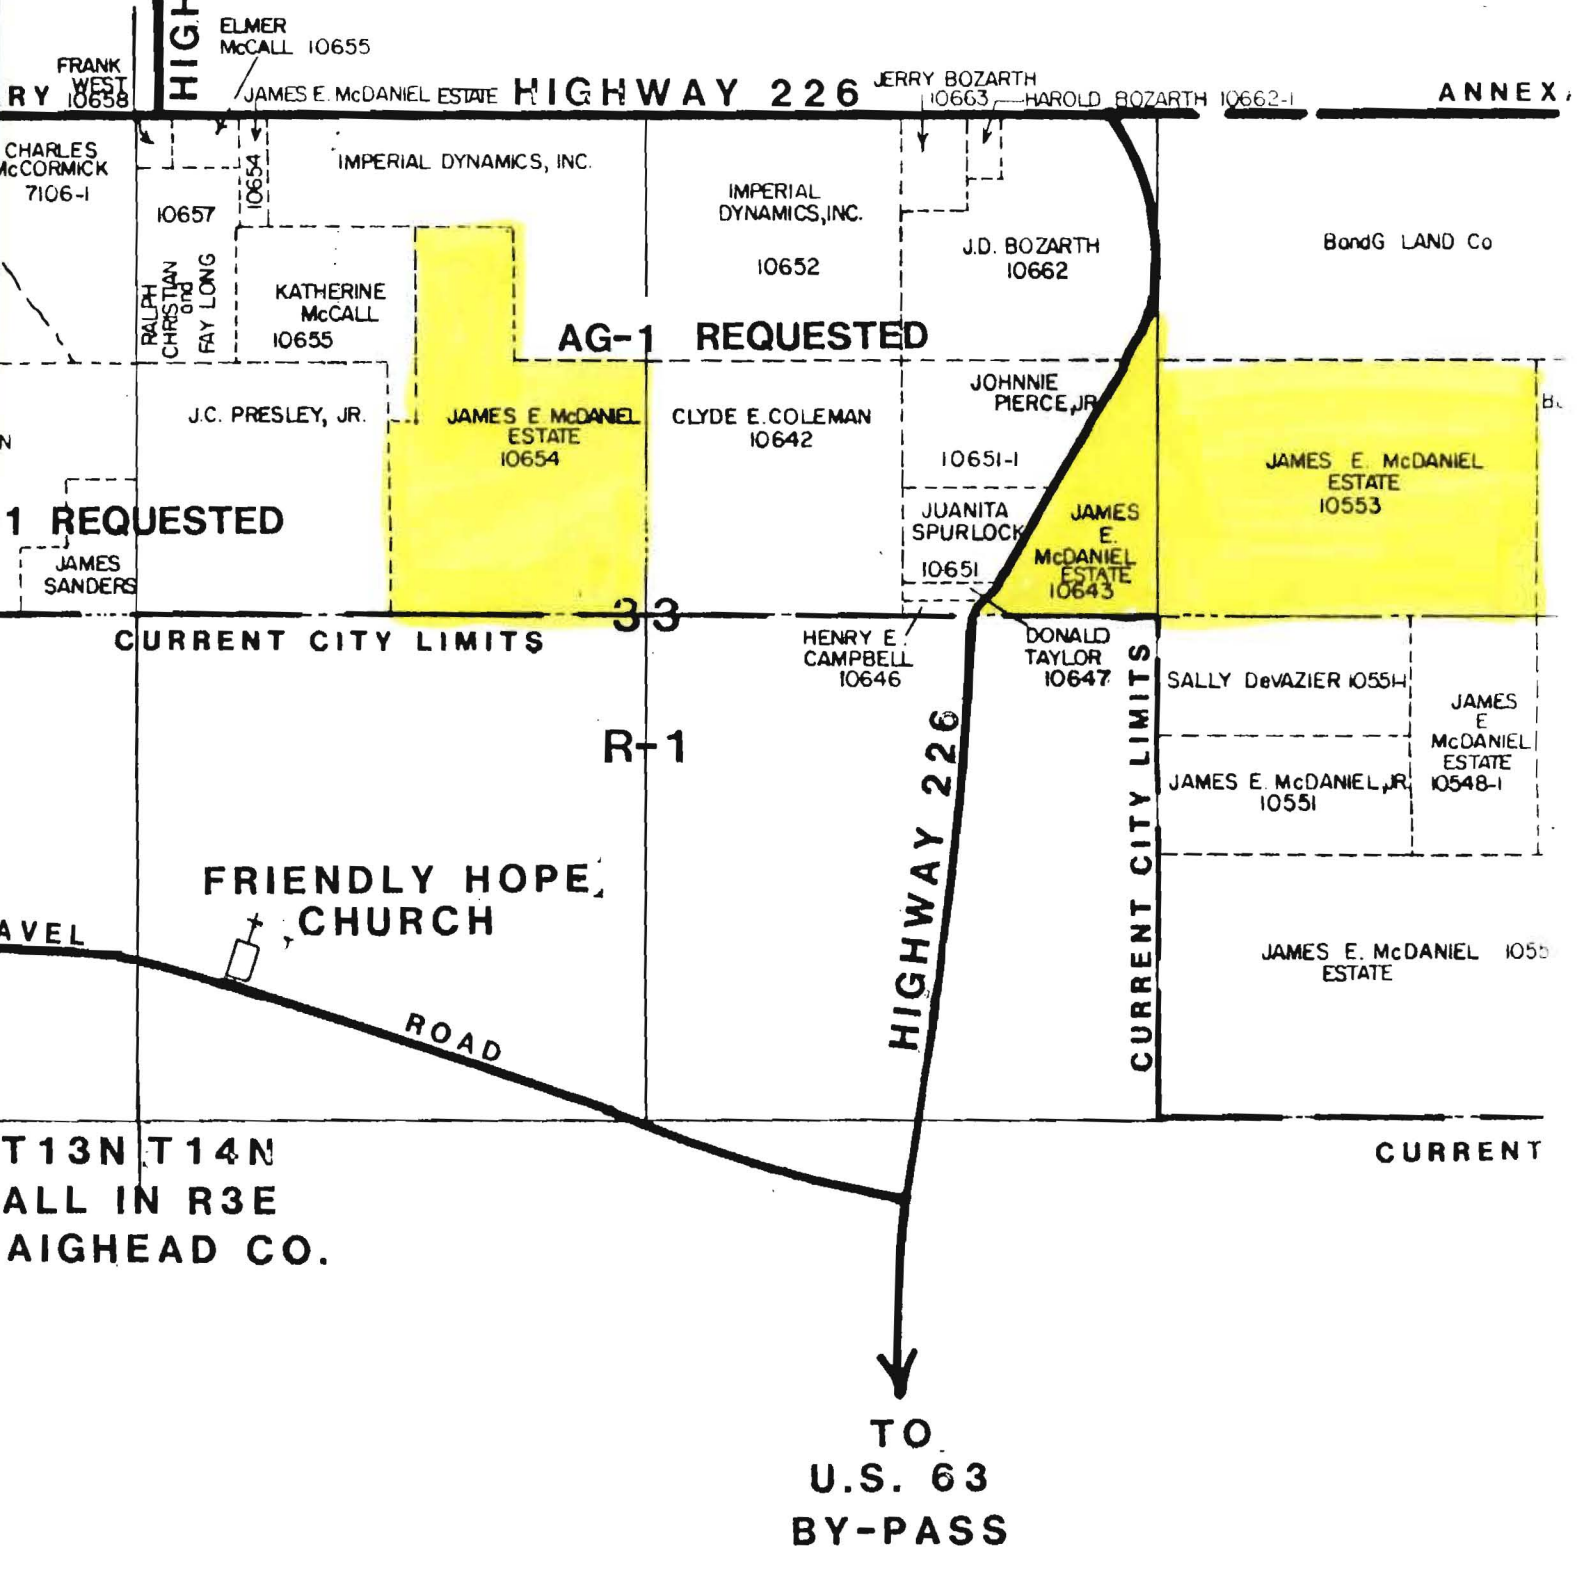 HIGH
ELMER
McCALL 10655
FRANK
WEST
10658
RY
JAMES E. McDANIEL ESTATE
HIGHWAY 226
JERRY BOZARTH
10663
HAROLD BOZARTH 10662-1
ANNEX
CHARLES
McCORMICK
7106-1
10657
10654
IMPERIAL DYNAMICS, INC.
IMPERIAL
DYNAMICS, INC.
10652
J.D. BOZARTH
10662
BondG LAND Co
RALPH
CHRISTIAN
and
FAY LONG
KATHERINE
McCALL
10655
AG-1 REQUESTED
J.C. PRESLEY, JR.
JAMES E McDANIEL
ESTATE
10654
CLYDE E. COLEMAN
10642
JOHNNIE
PIERCE, JR
10651-1
JAMES E. McDANIEL
ESTATE
10553
N
1 REQUESTED
JUANITA
SPURLOCK
10651
JAMES
E.
McDANIEL
ESTATE
10643
JAMES
SANDERS
33
CURRENT CITY LIMITS
HENRY E.
CAMPBELL
10646
DONALD
TAYLOR
10647
CURRENT CITY LIMITS
SALLY DeVAZIER 10551-1
JAMES
E
McDANIEL
ESTATE
10548-1
JAMES E. McDANIEL, JR.
10551
R-1
HIGHWAY 226
FRIENDLY HOPE
CHURCH
AVEL
ROAD
JAMES E. McDANIEL 1055
ESTATE
T13N T14N
ALL IN R3E
AIGHEAD CO.
CURRENT
TO
U.S. 63
BY-PASS